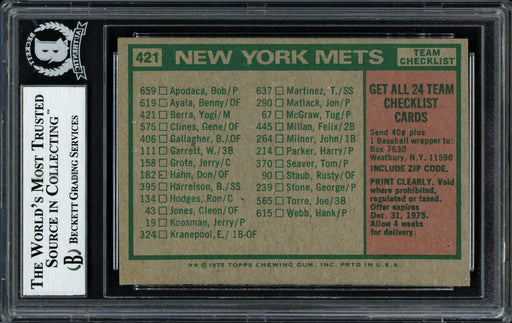 BECKETT
AUTHENTIC
THE WORLD'S MOST TRUSTED
SOURCE IN COLLECTING™
BECKETT GRADING SERVICES
421
NEW YORK METS
TEAM
CHECKLIST
659 Apodaca, Bob/P
619 Ayala, Benny/OF
421 Berra, Yogi/M
575 Clines, Gene/OF
406 Gallagher, B./OF
111 Garrett, W./3B
158 Grote, Jerry/C
182 Hahn, Don/OF
395 Harrelson, B./SS
134 Hodges, Ron/C
43 Jones, Cleon/OF
19 Koosman, Jerry/P
324 Kranepool, E./1B-OF
637 Martinez, T./SS
290 Matlack, Jon/P
67 McGraw, Tug/P
445 Millan, Felix/2B
264 Milner, John/1B
214 Parker, Harry/P
370 Seaver, Tom/P
90 Staub, Rusty/OF
239 Stone, George/P
565 Torre, Joe/3B
615 Webb, Hank/P
GET ALL 24 TEAM
CHECKLIST
CARDS
Send 40¢ plus
1 Baseball wrapper to:
Box 7630
Westbury, N.Y. 11590
INCLUDE ZIP CODE.
PRINT CLEARLY. Void
where prohibited,
regulated or taxed.
Offer expires
Dec. 31, 1975.
Allow 4 weeks
for delivery.
** © 1975 TOPPS CHEWING GUM, INC. PRTD IN U.S.A.